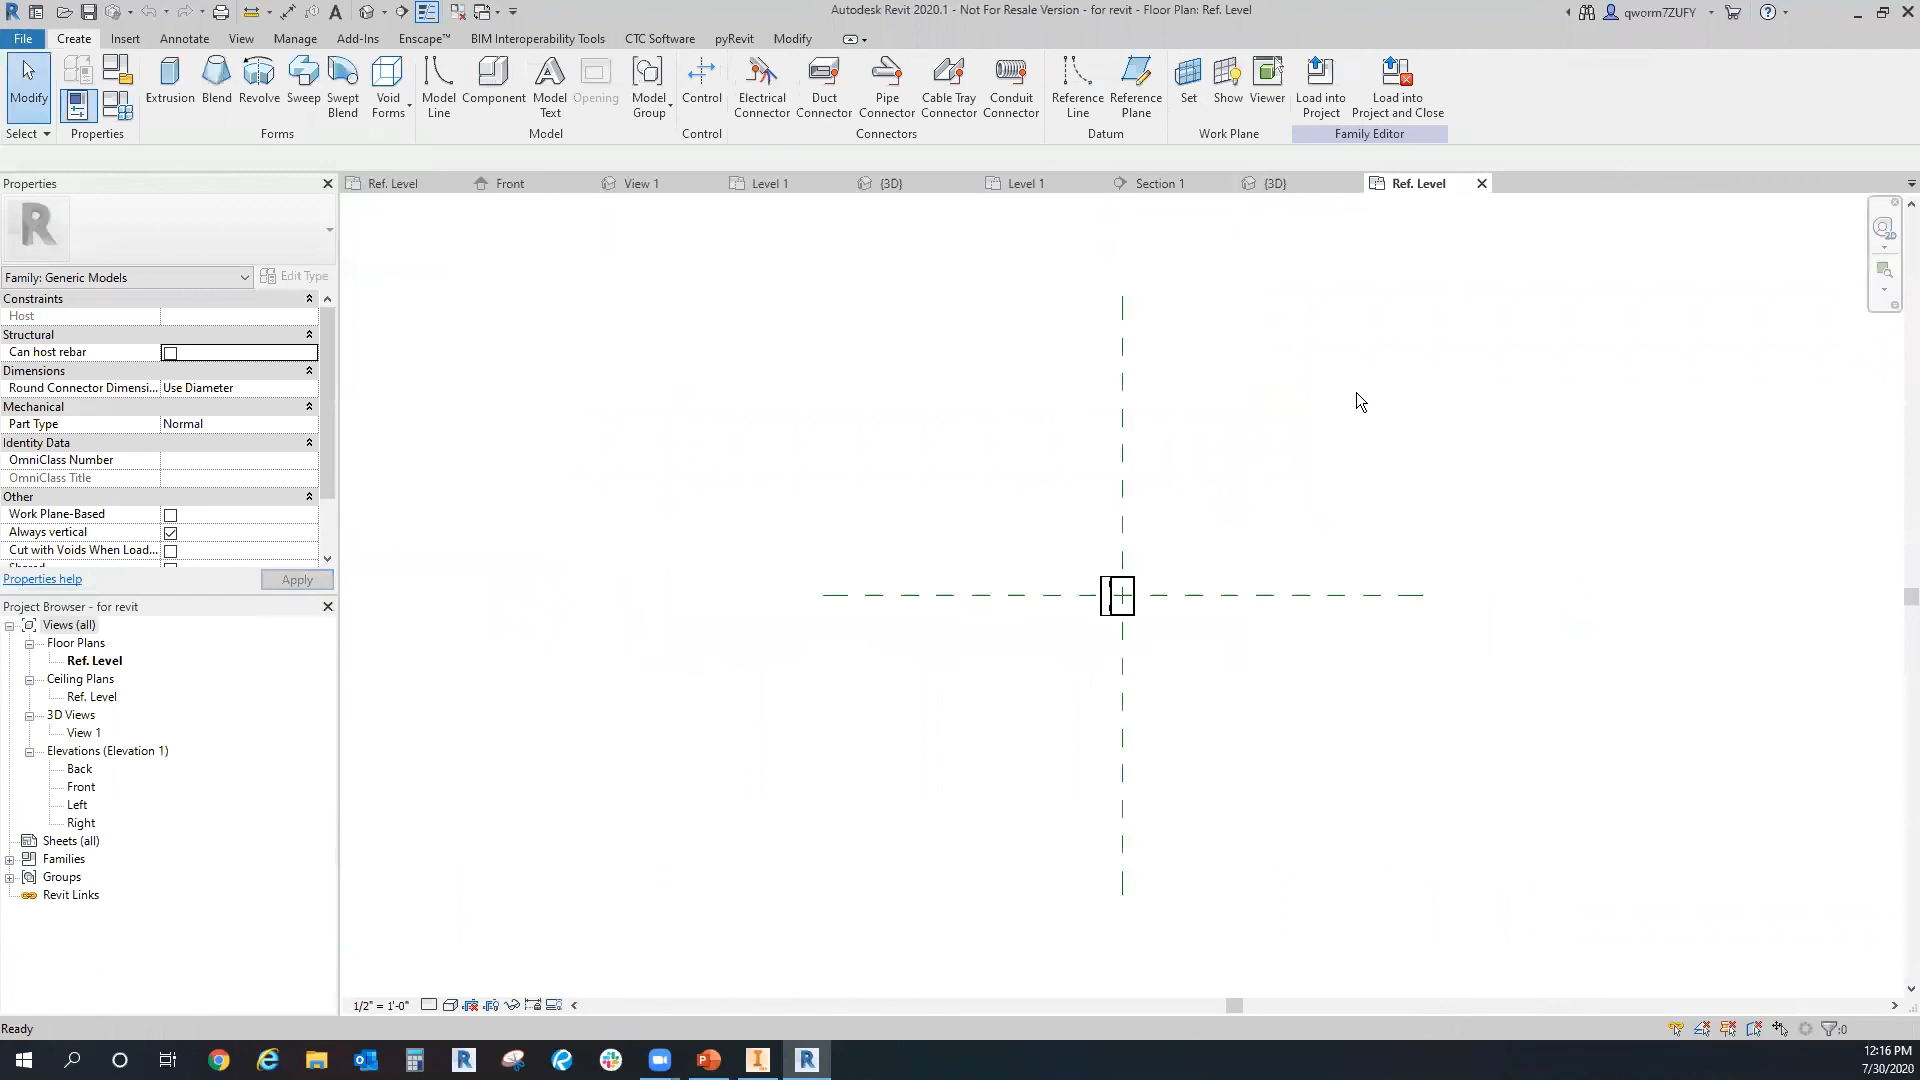 Autodesk Revit 2020.1 - Not For Resale Version - for revit - Floor Plan: Ref. Level
qworm7ZUFY
File Create Insert Annotate View Manage Add-Ins Enscape™ BIM Interoperability Tools CTC Software pyRevit Modify
Modify
Extrusion
Blend
Revolve
Sweep
Swept
Blend
Void
Forms
Model
Line
Component
Model
Text
Opening
Model
Group
Control
Electrical
Connector
Duct
Connector
Pipe
Connector
Cable Tray
Connector
Conduit
Connector
Reference
Line
Reference
Plane
Set
Show
Viewer
Load into
Project
Load into
Project and Close
Select Properties Forms Model Control Connectors Datum Work Plane Family Editor
Properties
Ref. Level Front View 1 Level 1 {3D} Level 1 Section 1 {3D} Ref. Level
R
Family: Generic Models Edit Type
Constraints
Host
Structural
Can host rebar
Dimensions
Round Connector Dimensi... Use Diameter
Mechanical
Part Type Normal
Identity Data
OmniClass Number
OmniClass Title
Other
Work Plane-Based
Always vertical
Cut with Voids When Load...
Properties help Apply
Project Browser - for revit
Views (all)
Floor Plans
Ref. Level
Ceiling Plans
Ref. Level
3D Views
View 1
Elevations (Elevation 1)
Back
Front
Left
Right
Sheets (all)
Families
Groups
Revit Links
1/2" = 1'-0"
Ready
:0
12:16 PM
7/30/2020